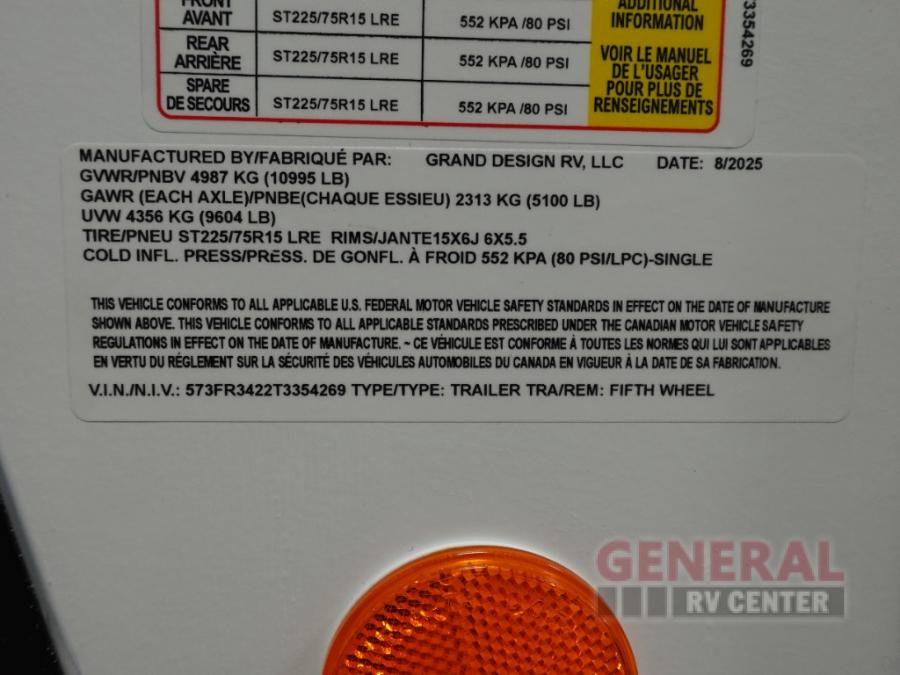 FRONT ADDITIONAL
AVANT ST225/75R15 LRE 552 KPA /80 PSI INFORMATION
REAR
ARRIÈRE ST225/75R15 LRE 552 KPA /80 PSI
SPARE
DE SECOURS ST225/75R15 LRE 552 KPA /80 PSI
VOIR LE MANUEL
DE L'USAGER
POUR PLUS DE
RENSEIGNEMENTS
3354269
MANUFACTURED BY/FABRIQUÉ PAR: GRAND DESIGN RV, LLC DATE: 8/2025
GVWR/PNBV 4987 KG (10995 LB)
GAWR (EACH AXLE)/PNBE(CHAQUE ESSIEU) 2313 KG (5100 LB)
UVW 4356 KG (9604 LB)
TIRE/PNEU ST225/75R15 LRE RIMS/JANTE15X6J 6X5.5
COLD INFL. PRESS/PRESS. DE GONFL. À FROID 552 KPA (80 PSI/LPC)-SINGLE
THIS VEHICLE CONFORMS TO ALL APPLICABLE U.S. FEDERAL MOTOR VEHICLE SAFETY STANDARDS IN EFFECT ON THE DATE OF MANUFACTURE
SHOWN ABOVE. THIS VEHICLE CONFORMS TO ALL APPLICABLE STANDARDS PRESCRIBED UNDER THE CANADIAN MOTOR VEHICLE SAFETY
REGULATIONS IN EFFECT ON THE DATE OF MANUFACTURE. ~ CE VÉHICULE EST CONFORME À TOUTES LES NORMES QUI LUI SONT APPLICABLES
EN VERTU DU RÉGLEMENT SUR LA SÉCURITÉ DES VÉHICULES AUTOMOBILES DU CANADA EN VIGUEUR À LA DATE DE SA FABRICATION.
V.I.N./N.I.V.: 573FR3422T3354269 TYPE/TYPE: TRAILER TRA/REM: FIFTH WHEEL
GENERAL
RV CENTER